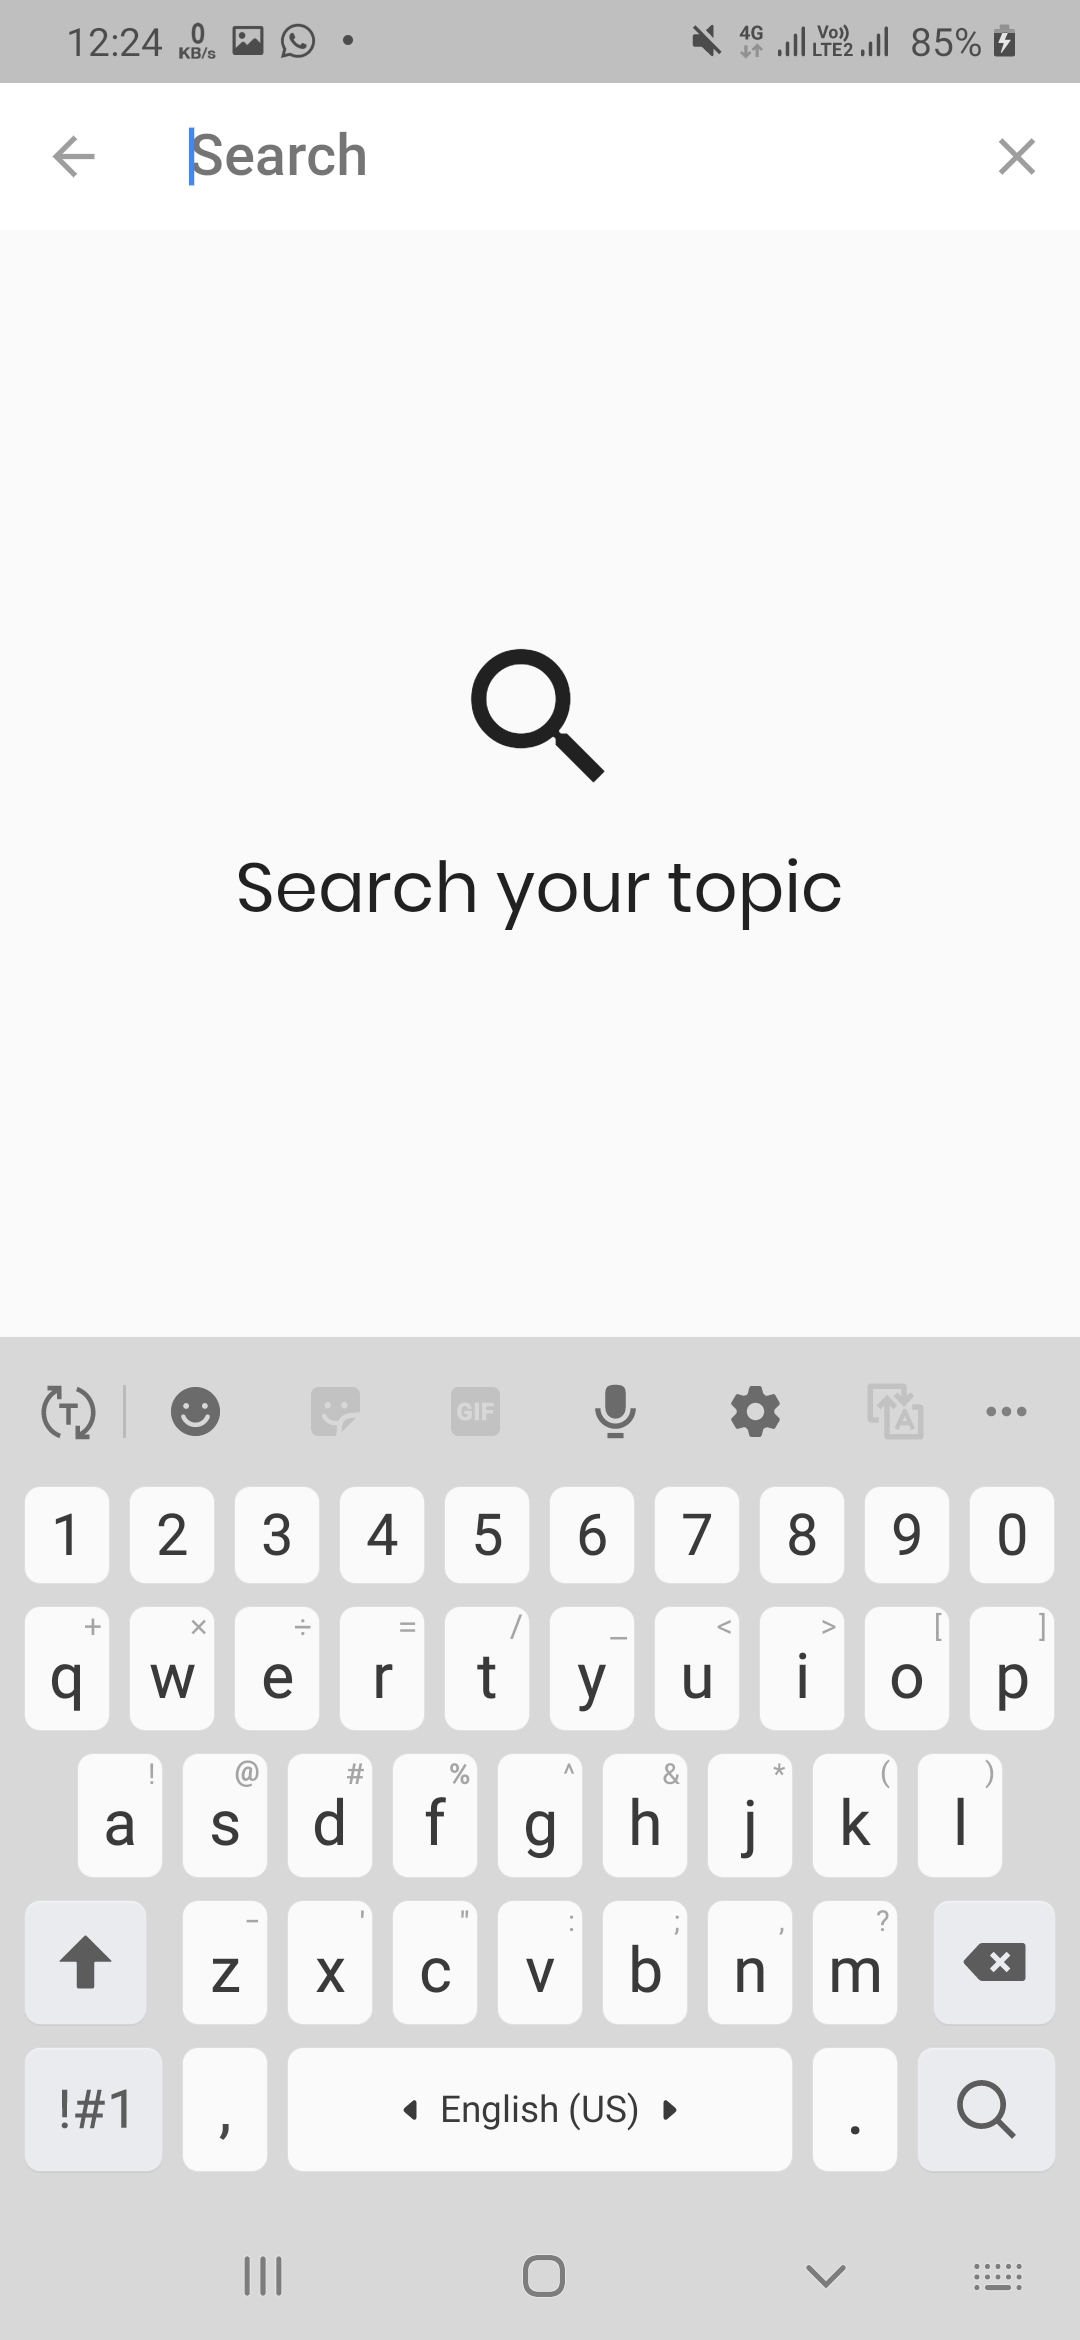 12:24 0 KB/s 4G Vo)) LTE2 85%
Search
Search your topic
T GIF A
1 2 3 4 5 6 7 8 9 0
+ × ÷ = / _ < > [ ]
q w e r t y u i o p
! @ # % ^ & * ( )
a s d f g h j k l
- ' " : ; , ?
z x c v b n m
!#1 , English (US) .